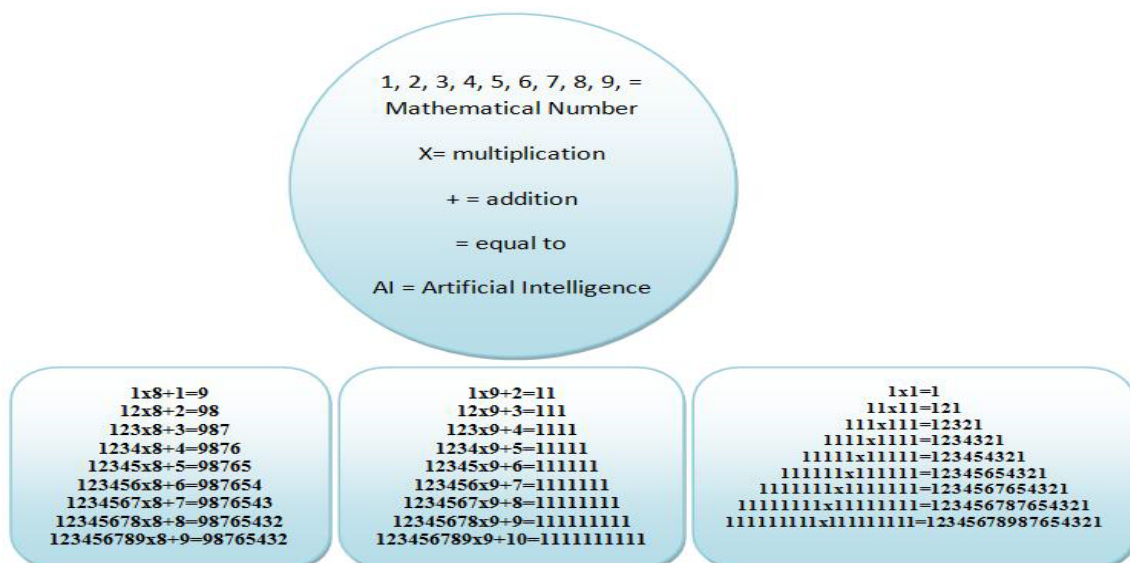 1, 2, 3, 4, 5, 6, 7, 8, 9, =
Mathematical Number
X= multiplication
+ = addition
= equal to
AI = Artificial Intelligence
1x8+1=9
12x8+2=98
123x8+3=987
1234x8+4=9876
12345x8+5=98765
123456x8+6=987654
1234567x8+7=9876543
12345678x8+8=98765432
123456789x8+9=98765432
1x9+2=11
12x9+3=111
123x9+4=1111
1234x9+5=11111
12345x9+6=111111
123456x9+7=1111111
1234567x9+8=11111111
12345678x9+9=111111111
123456789x9+10=1111111111
1x1=1
11x11=121
111x111=12321
1111x1111=1234321
11111x11111=123454321
111111x111111=12345654321
1111111x1111111=1234567654321
11111111x11111111=123456787654321
111111111x111111111=12345678987654321